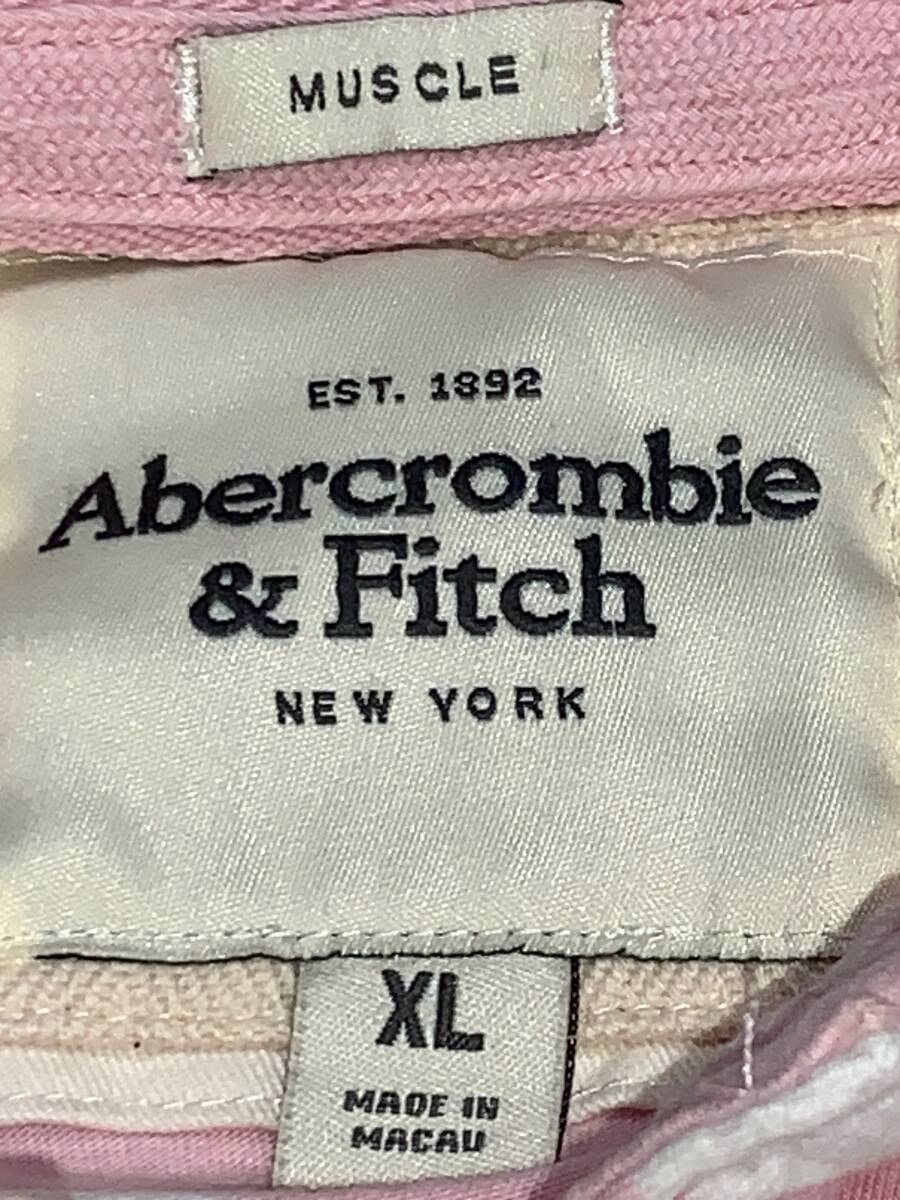 MUSCLE
EST. 1892
Abercrombie
& Fitch
NEW YORK
XL
MADE IN
MACAU